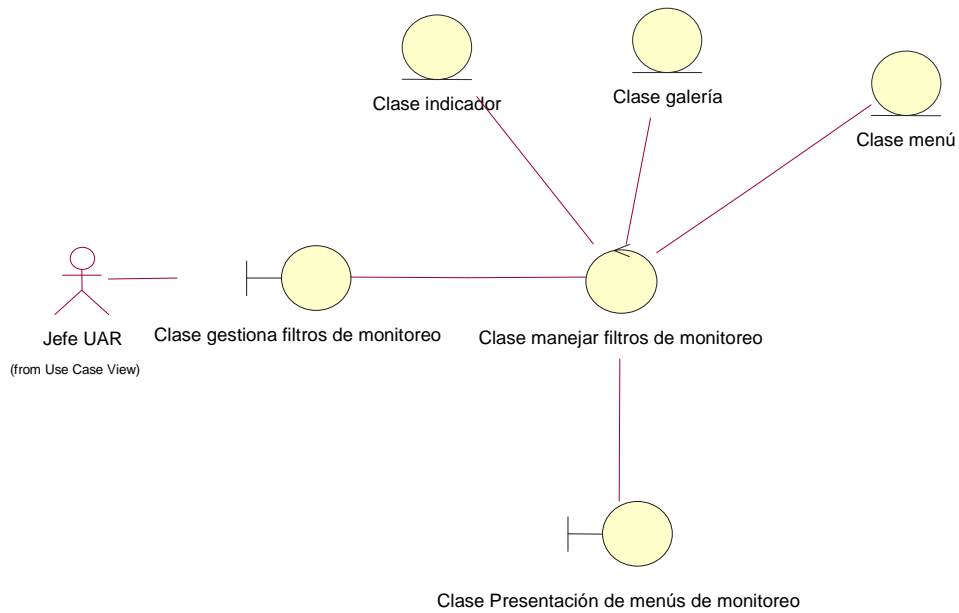 Clase indicador
Clase galería
Clase menú
Jefe UAR
(from Use Case View)
Clase gestiona filtros de monitoreo
Clase manejar filtros de monitoreo
Clase Presentación de menús de monitoreo